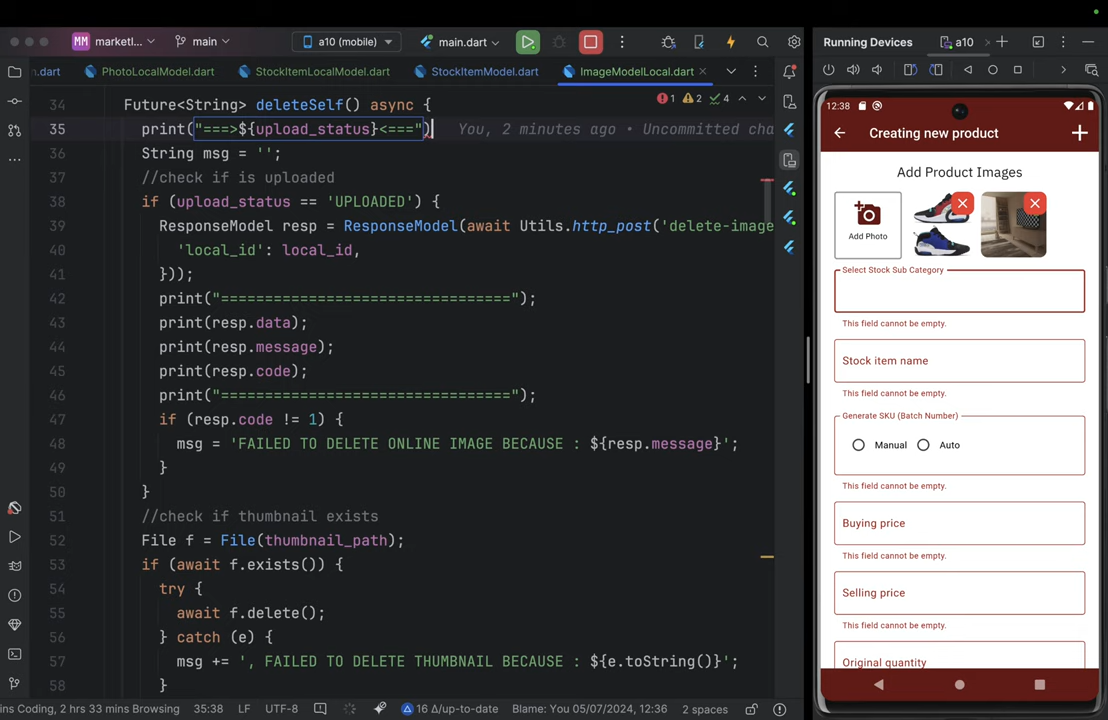 MM marketl...
main
a10 (mobile)
main.dart
Running Devices
a10
n.dart
PhotoLocalModel.dart
StockItemLocalModel.dart
StockItemModel.dart
ImageModelLocal.dart
34 Future<String> deleteSelf() async {
1 2 4
35 print("===>${upload_status}<===") You, 2 minutes ago • Uncommitted cha
36 String msg = '';
37 //check if is uploaded
38 if (upload_status == 'UPLOADED') {
39 ResponseModel resp = ResponseModel(await Utils.http_post('delete-image
40 'local_id': local_id,
41 }));
42 print("=================================");
43 print(resp.data);
44 print(resp.message);
45 print(resp.code);
46 print("=================================");
47 if (resp.code != 1) {
48 msg = 'FAILED TO DELETE ONLINE IMAGE BECAUSE : ${resp.message}';
49 }
50 }
51 //check if thumbnail exists
52 File f = File(thumbnail_path);
53 if (await f.exists()) {
54 try {
55 await f.delete();
56 } catch (e) {
57 msg += ', FAILED TO DELETE THUMBNAIL BECAUSE : ${e.toString()}';
58 }
ns Coding, 2 hr 33 mins Browsing
35:38
LF
UTF-8
16 Δ/up-to-date
Blame: You 05/07/2024, 12:36
2 spaces
12:38
Creating new product
Add Product Images
Add Photo
Select Stock Sub Category
This field cannot be empty.
Stock item name
This field cannot be empty.
Generate SKU (Batch Number)
Manual
Auto
This field cannot be empty.
Buying price
This field cannot be empty.
Selling price
This field cannot be empty.
Original quantity